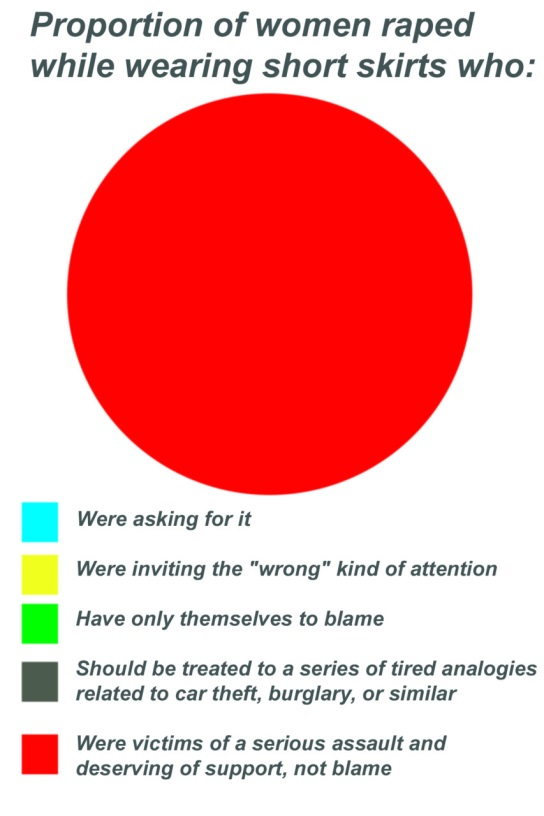 Proportion of women raped
while wearing short skirts who:
Were asking for it
Were inviting the "wrong" kind of attention
Have only themselves to blame
Should be treated to a series of tired analogies
related to car theft, burglary, or similar
Were victims of a serious assault and
deserving of support, not blame